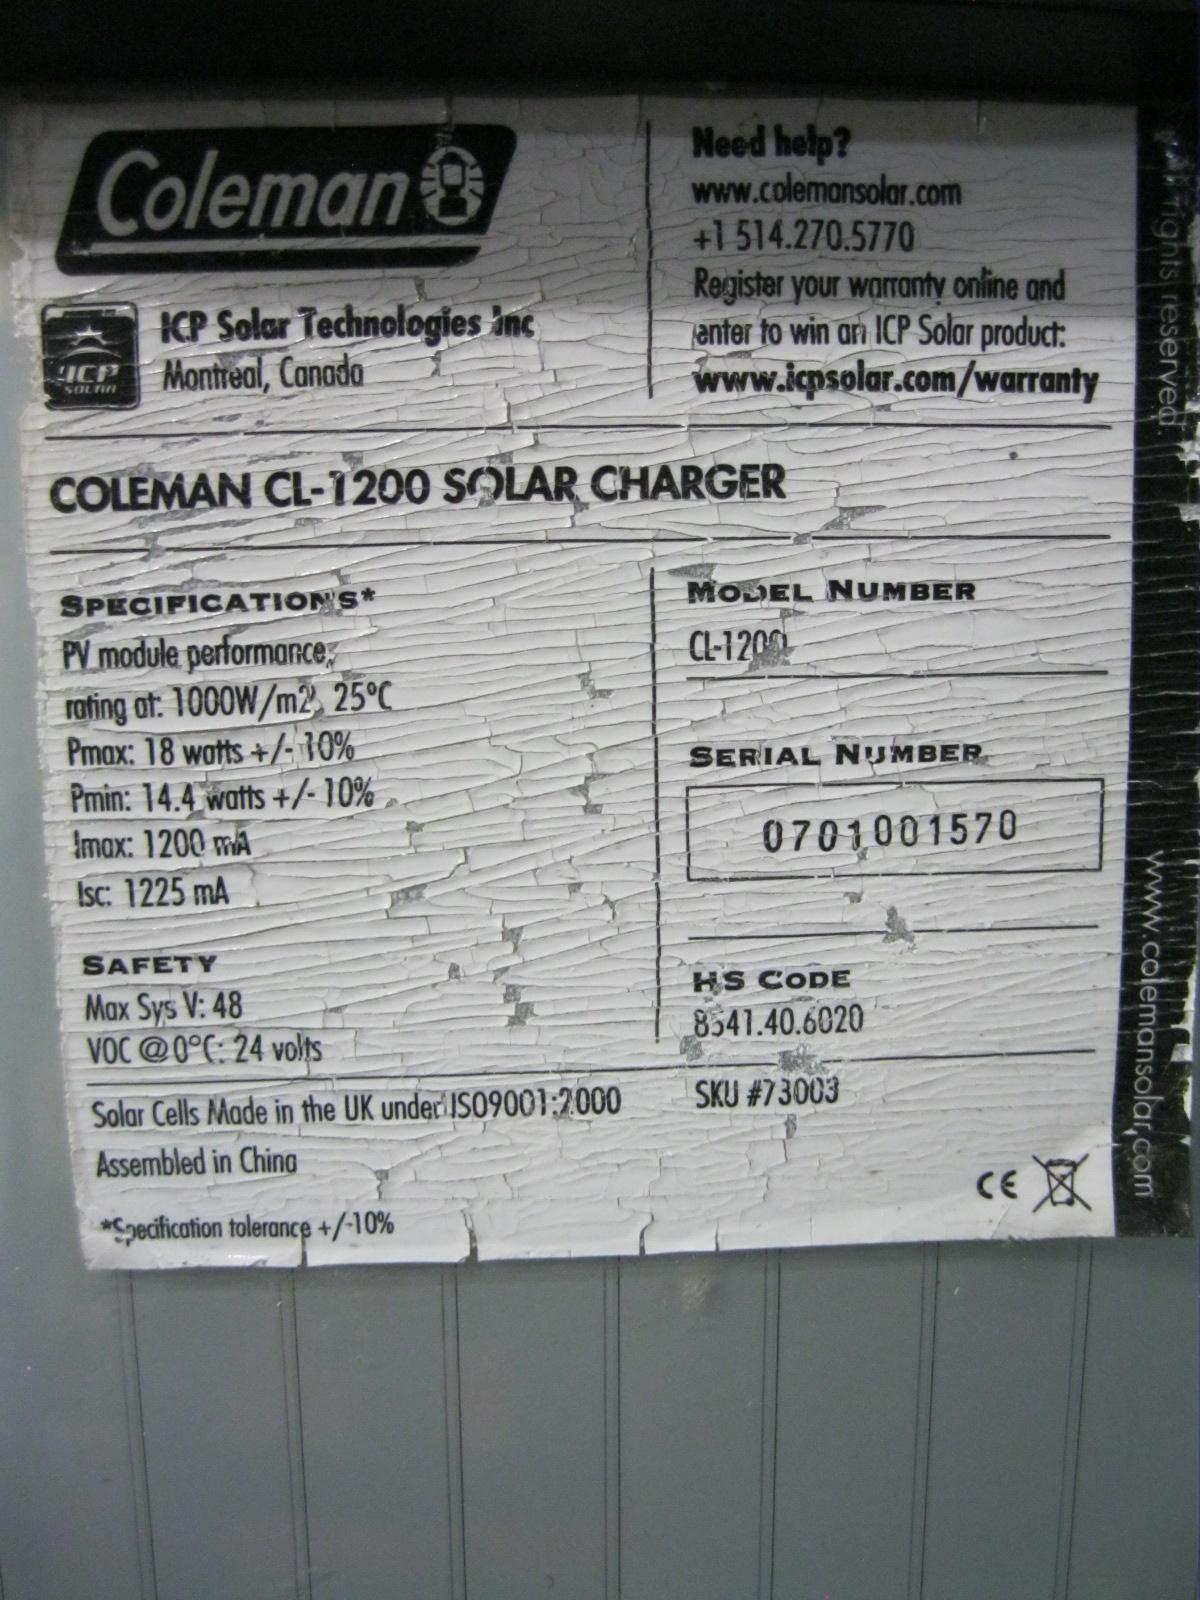 Coleman
ICP SOLAR
ICP Solar Technologies Inc
Montreal, Canada
Need help?
www.colemansolar.com
+1 514.270.5770
Register your warranty online and
enter to win an ICP Solar product:
www.icpsolar.com/warranty
COLEMAN CL-1200 SOLAR CHARGER
SPECIFICATIONS*
PV module performance,
rating at: 1000W/m2, 25°C
Pmax: 18 watts +/- 10%
Pmin: 14.4 watts +/- 10%
Imax: 1200 mA
Isc: 1225 mA
SAFETY
Max Sys V: 48
VOC @0°C: 24 volts
Solar Cells Made in the UK under ISO9001:2000
Assembled in China
*Specification tolerance +/-10%
MODEL NUMBER
CL-1200
SERIAL NUMBER
0701001570
HS CODE
8541.40.6020
SKU #73003
CE
rights reserved.
www.colemansolar.com